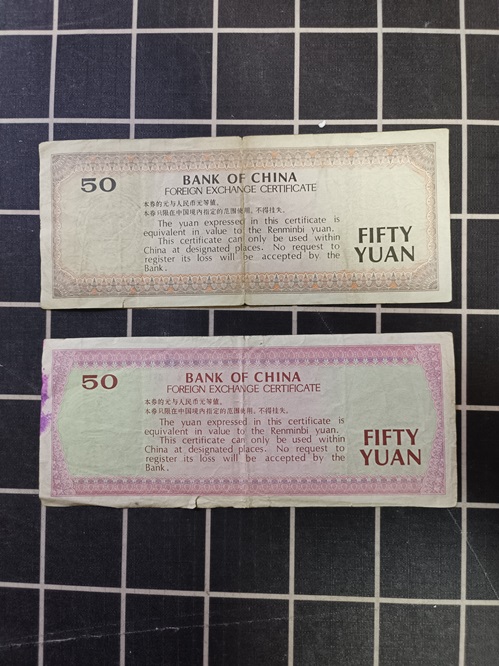 50
BANK OF CHINA
FOREIGN EXCHANGE CERTIFICATE
本券的元与人民币元等值。
本券只限在中国境内指定的范围使用，不得挂失。
The yuan expressed in this certificate is
equivalent in value to the Renminbi yuan.
This certificate can only be used within
China at designated places. No request to
register its loss will be accepted by the
Bank.
FIFTY
YUAN
50
BANK OF CHINA
FOREIGN EXCHANGE CERTIFICATE
本券的元与人民币元等值。
本券只限在中国境内指定的范围使用，不得挂失。
The yuan expressed in this certificate is
equivalent in value to the Renminbi yuan.
This certificate can only be used within
China at designated places. No request to
register its loss will be accepted by the
Bank.
FIFTY
YUAN